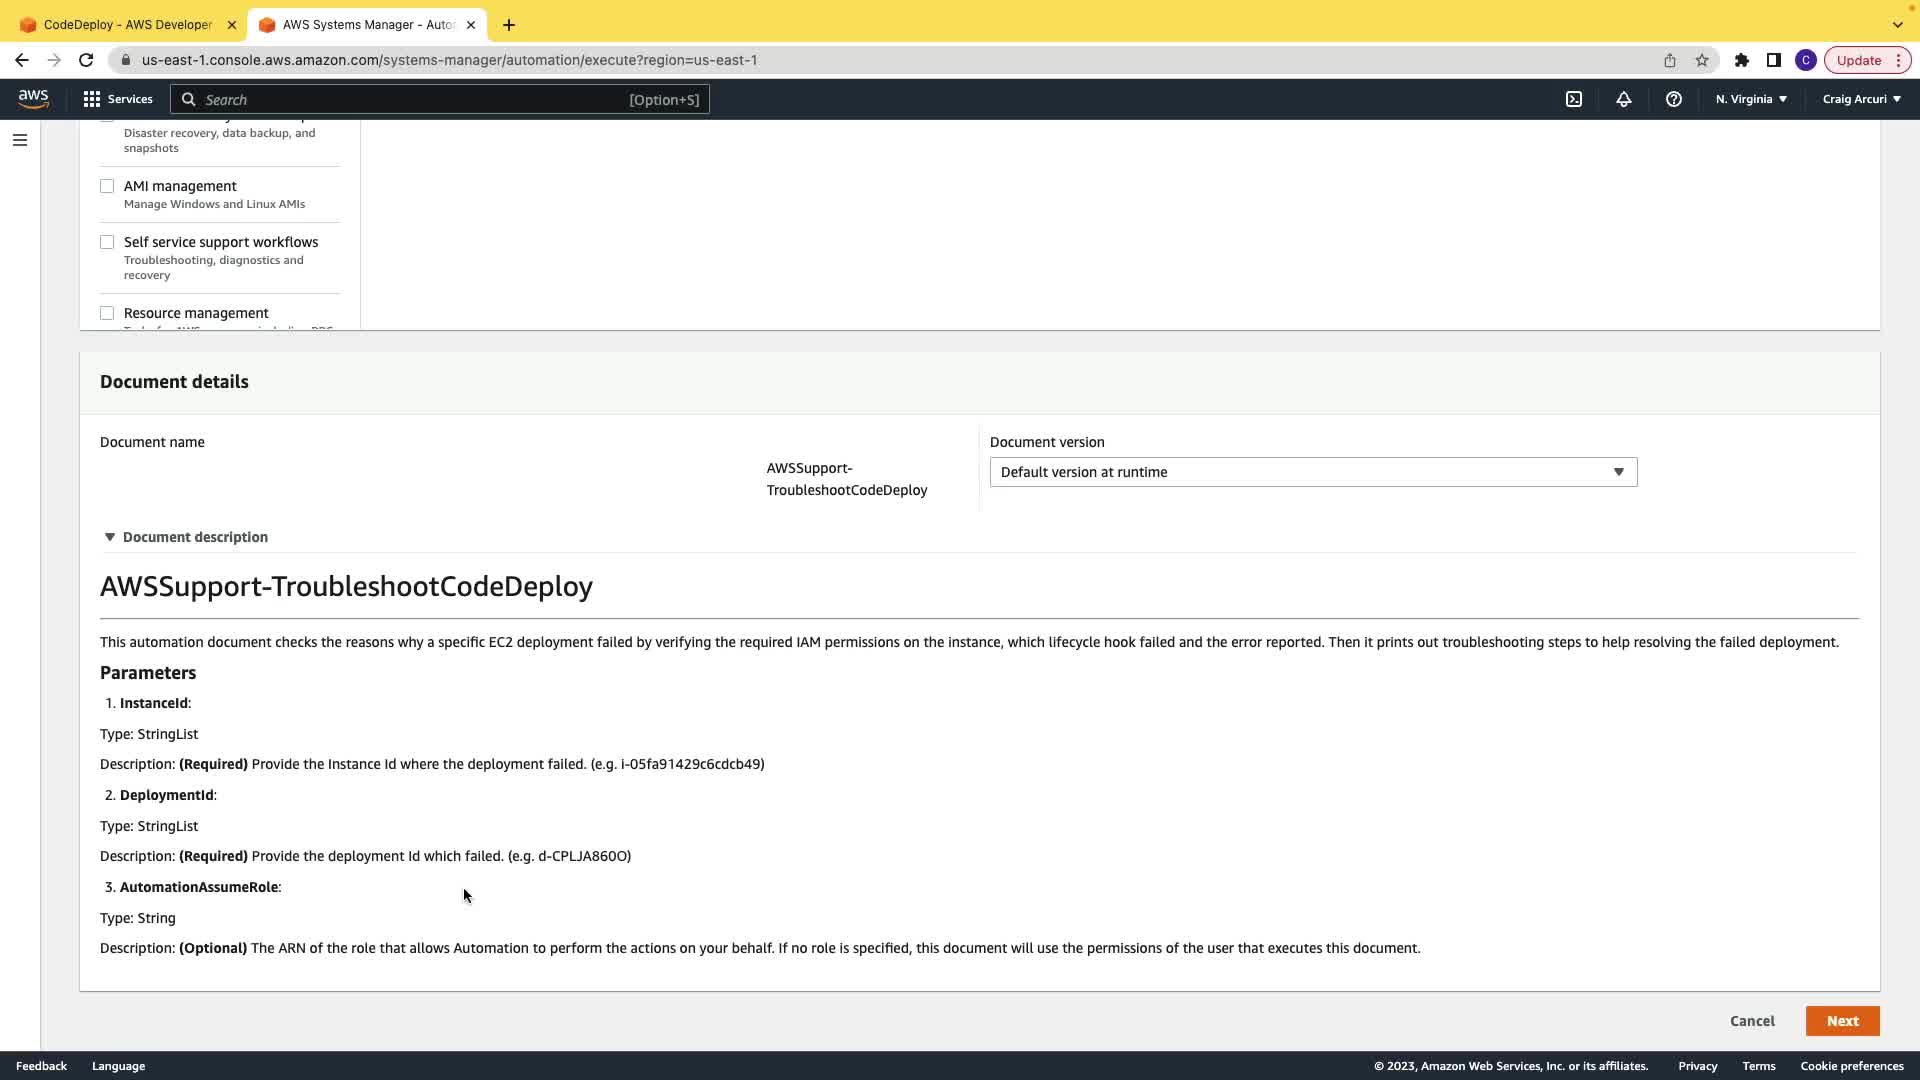 CodeDeploy - AWS Developer
AWS Systems Manager - Auto
us-east-1.console.aws.amazon.com/systems-manager/automation/execute?region=us-east-1
C
Update
aws
Services
Search
[Option+S]
N. Virginia
Craig Arcuri
Disaster recovery, data backup, and
snapshots
AMI management
Manage Windows and Linux AMIs
Self service support workflows
Troubleshooting, diagnostics and
recovery
Resource management
Document details
Document name
AWSSupport-
TroubleshootCodeDeploy
Document version
Default version at runtime
Document description
AWSSupport-TroubleshootCodeDeploy
This automation document checks the reasons why a specific EC2 deployment failed by verifying the required IAM permissions on the instance, which lifecycle hook failed and the error reported. Then it prints out troubleshooting steps to help resolving the failed deployment.
Parameters
1. InstanceId:
Type: StringList
Description: (Required) Provide the Instance Id where the deployment failed. (e.g. i-05fa91429c6cdcb49)
2. DeploymentId:
Type: StringList
Description: (Required) Provide the deployment Id which failed. (e.g. d-CPLJA860O)
3. AutomationAssumeRole:
Type: String
Description: (Optional) The ARN of the role that allows Automation to perform the actions on your behalf. If no role is specified, this document will use the permissions of the user that executes this document.
Cancel
Next
Feedback
Language
© 2023, Amazon Web Services, Inc. or its affiliates.
Privacy
Terms
Cookie preferences